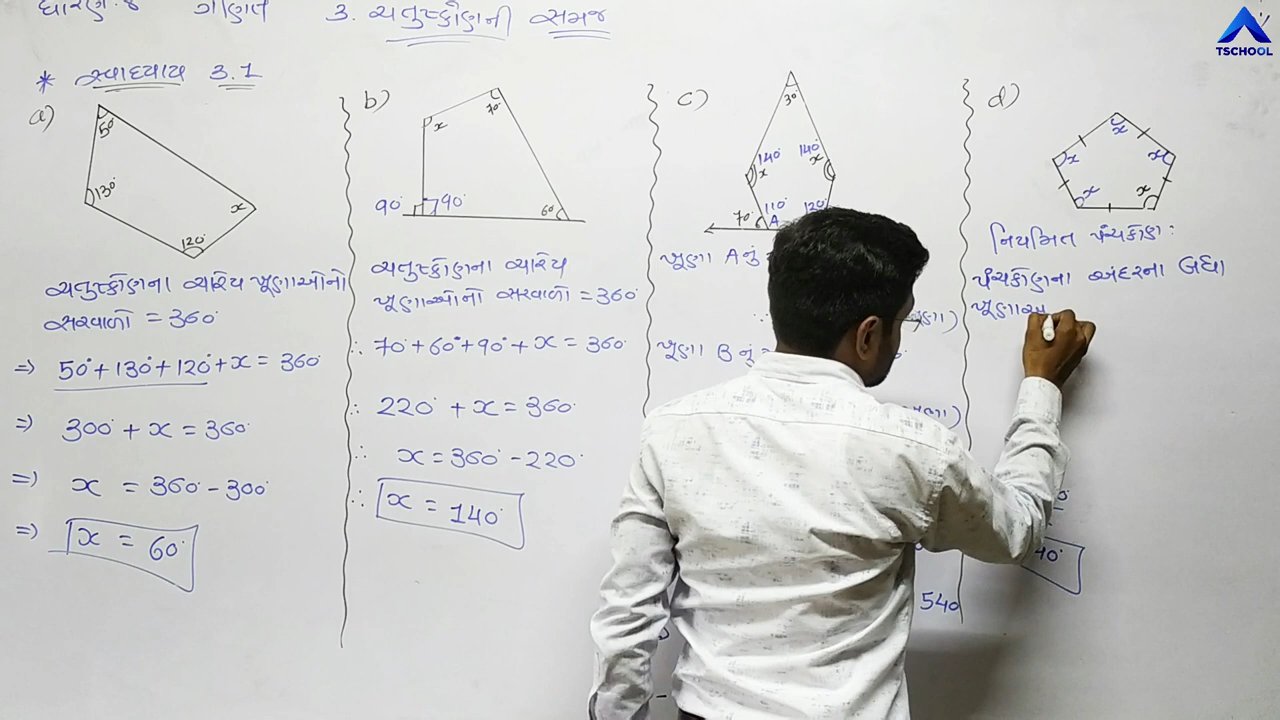 ધોરણ:૪ ગણિત ૩. ચતુષ્કોણની સમજ
TSCHOOL
* સ્વાધ્યાય 3.1
a)
50°
130°
120°
x
ચતુષ્કોણના ચારેય ખૂણાઓનો
સરવાળો = 360°
=> 50°+130°+120°+x = 360°
=> 300° + x = 360°
=> x = 360° - 300°
=> x = 60°
b)
70°
x
90° 90°
60°
ચતુષ્કોણના ચારેય
ખૂણાઓનો સરવાળો = 360°
∴ 70°+60°+90°+x = 360°
∴ 220° + x = 360°
x = 360° - 220°
∴ x = 140°
c)
30°
140° 140°
x x
70° 110° 120°
A
ખૂણા A નું
ખૂણા B નું
540
d)
x
x x
x x
નિયમિત પંચકોણ:
પંચકોણના અંદરના બધા
ખૂણાઓ
40°